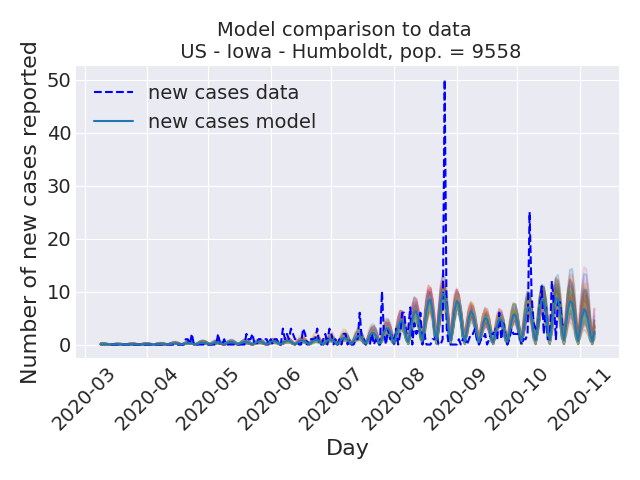 Model comparison to data
US - Iowa - Humboldt, pop. = 9558
Number of new cases reported
50
40
30
20
10
0
new cases data
new cases model
2020-03
2020-04
2020-05
2020-06
2020-07
2020-08
2020-09
2020-10
2020-11
Day